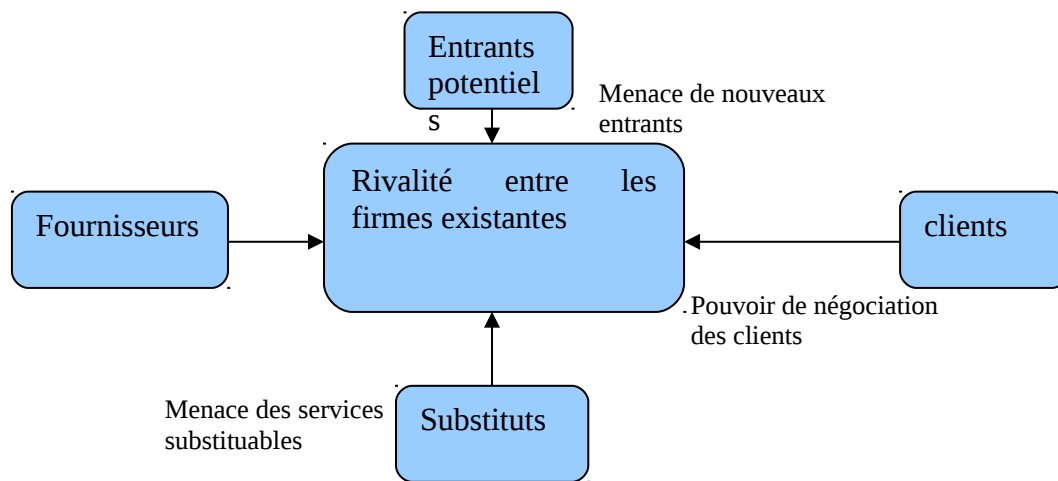 Entrants
potentiel
s
Menace de nouveaux
entrants
Rivalité entre les
firmes existantes
Fournisseurs
clients
Pouvoir de négociation
des clients
Menace des services
substituables
Substituts